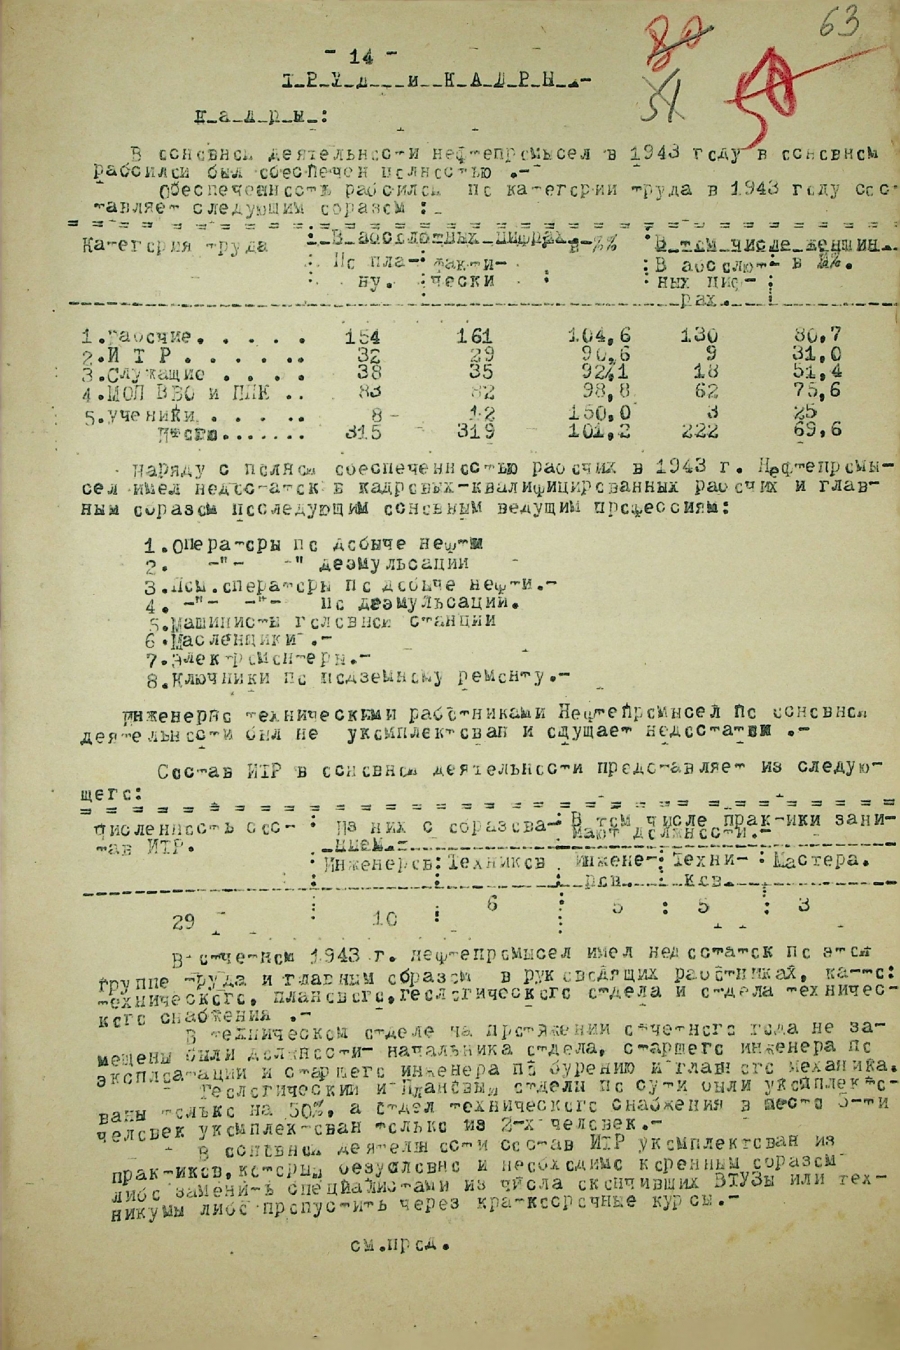 63
80
51
50
- 14 -
Т Р У Д и К А Д Р Ы.-
К а д р ы :
В основной деятельности нефтепромысел в 1943 году в основном
рабсилой был обеспечен полностью .-
Обеспеченность рабсилой по категории труда в 1943 году сос-
тавляет следующим образом :-
Категория труда : В абсолютных цифрах. в % % : В том числе женщин.
По пла- : факти- : : В абсолют- : в %%.
ну. : чески : : ных циф- :
рах. :
1.Рабочие. . . . . 154 161 104,6 130 80,7
2.И Т Р . . . . .. 32 29 90,6 9 31,0
3.Служащие . . . . 38 35 92,1 18 51,4
4.МОП ВВО и ППК .. 83 82 98,8 62 75,6
5.Ученики. . . . . 8 - 12 150,0 3 25
Итого....... 315 319 101,2 222 69,6
Наряду с полной обеспеченностью рабочих в 1943 г. Нефтепромы-
сел имел недостаток в кадровых-квалифицированных рабочих и глав-
ным образом последующим основным ведущим профессиям:
1.Операторы по добыче нефти
2. -"- -" деэмульсации
3.Пом.операторы по добыче нефти.-
4. -"- -"- по деэмульсации.
5.Машинисты головной станции
6.Масленщики .-
7.Электромонтеры.-
8.Ключники по подземному ремонту.-
Инженерно техническими работниками Нефтепромысел по основной
деятельности был не укомплектован и ощущает недостатки .-
Состав ИТР в основной деятельности представляет из следую-
щего:
Численность сос- : Из них с образова- : В том числе практики зани-
тав ИТР. нием.- мают должности.-
: Инженеров: Техников : Инжене- : Техни- : Мастера.
ров. : ков. :
29 - 10 : 6 : 5 : 5 : 3
В отчетном 1943 г. нефтепромысел имел недостаток по этой
группе труда и главным образом в руководящих работниках, ка-то:
технического, планового,геологического отдела и отдела техничес-
кого снабжения .-
В техническом отделе на протяжении отчетного года не за-
мещены были должности- начальника отдела, старшего инженера по
эксплоатации и старшего инженера по бурению и главного механика.
Геологический и Плановый отделы по сути были укомплекто-
ваны только на 50%, а отдел технического снабжения вместо 5-ти
человек укомплектован только из 2-х человек.-
В основной деятельности состав ИТР укомплектован из
практиков,которых безусловно и необходимо коренным образом
либо заменить специалистами из числа окончивших ВТУЗы или тех-
никумы либо пропустить через краткосрочные курсы.-
см.прод.